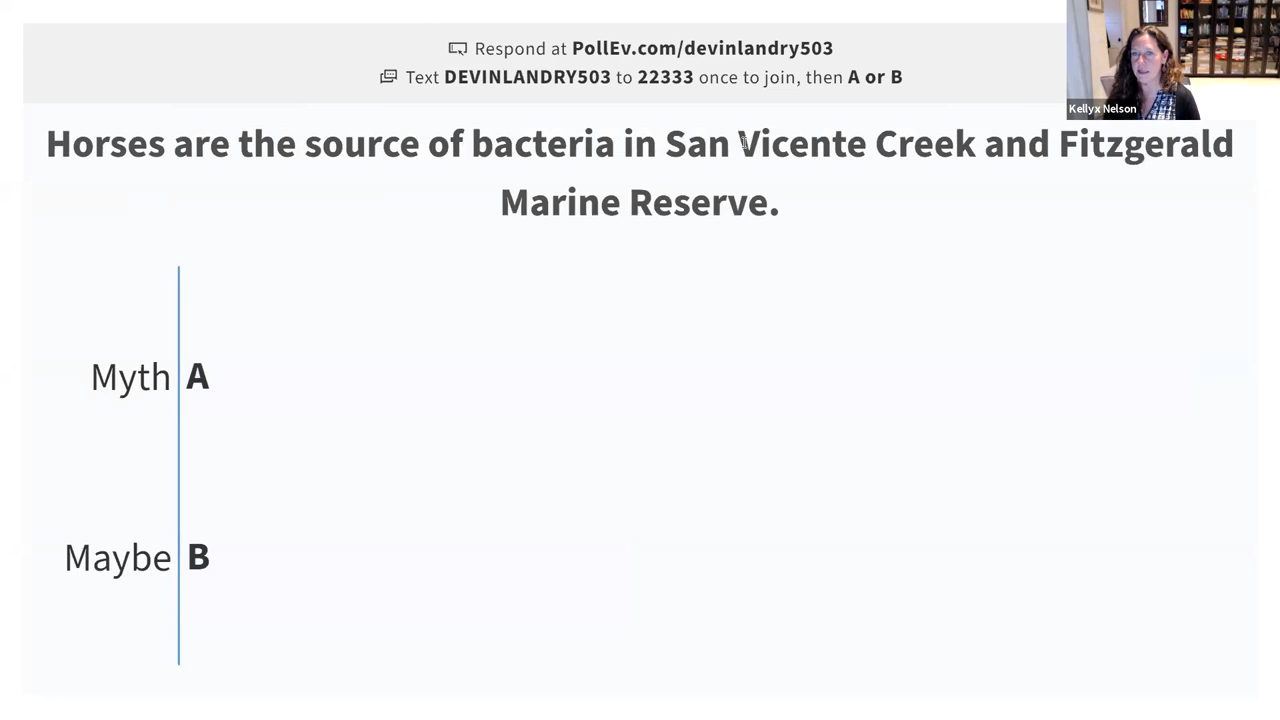 Respond at PollEv.com/devinlandry503
Text DEVINLANDRY503 to 22333 once to join, then A or B
Kellyx Nelson
Horses are the source of bacteria in San Vicente Creek and Fitzgerald
Marine Reserve.
Myth A
Maybe B